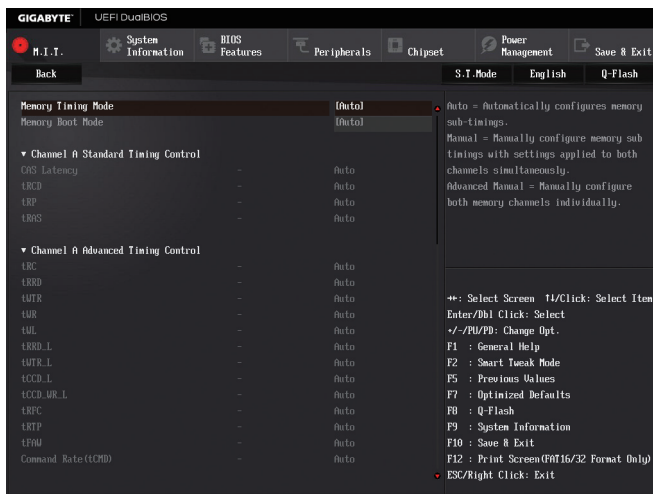 GIGABYTE™ UEFI DualBIOS
M.I.T.
System Information
BIOS Features
Peripherals
Chipset
Power Management
Save & Exit
Back
S.T.Mode English Q-Flash
Memory Timing Mode [Auto]
Memory Boot Mode [Auto]
▼ Channel A Standard Timing Control
CAS Latency - Auto
tRCD - Auto
tRP - Auto
tRAS - Auto
▼ Channel A Advanced Timing Control
tRC - Auto
tRRD - Auto
tWTR - Auto
tWR - Auto
tWL - Auto
tRRD_L - Auto
tWTR_L - Auto
tCCD_L - Auto
tCCD_WR_L - Auto
tRFC - Auto
tRTP - Auto
tFAW - Auto
Command Rate(tCMD) - Auto
Auto = Automatically configures memory
sub-timings.
Manual = Manually configure memory sub
timings with settings applied to both
channels simultaneously.
Advanced Manual = Manually configure
both memory channels individually.
→←: Select Screen ↑↓/Click: Select Item
Enter/Dbl Click: Select
+/-/PU/PD: Change Opt.
F1 : General Help
F2 : Smart Tweak Mode
F5 : Previous Values
F7 : Optimized Defaults
F8 : Q-Flash
F9 : System Information
F10 : Save & Exit
F12 : Print Screen(FAT16/32 Format Only)
ESC/Right Click: Exit